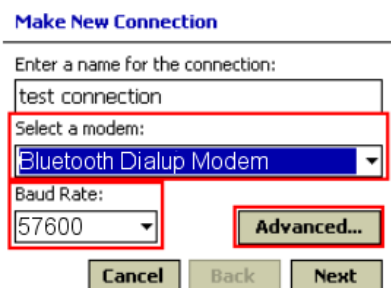 Make New Connection
Enter a name for the connection:
test connection
Select a modem:
Bluetooth Dialup Modem
Baud Rate:
57600
Advanced...
Cancel Back Next